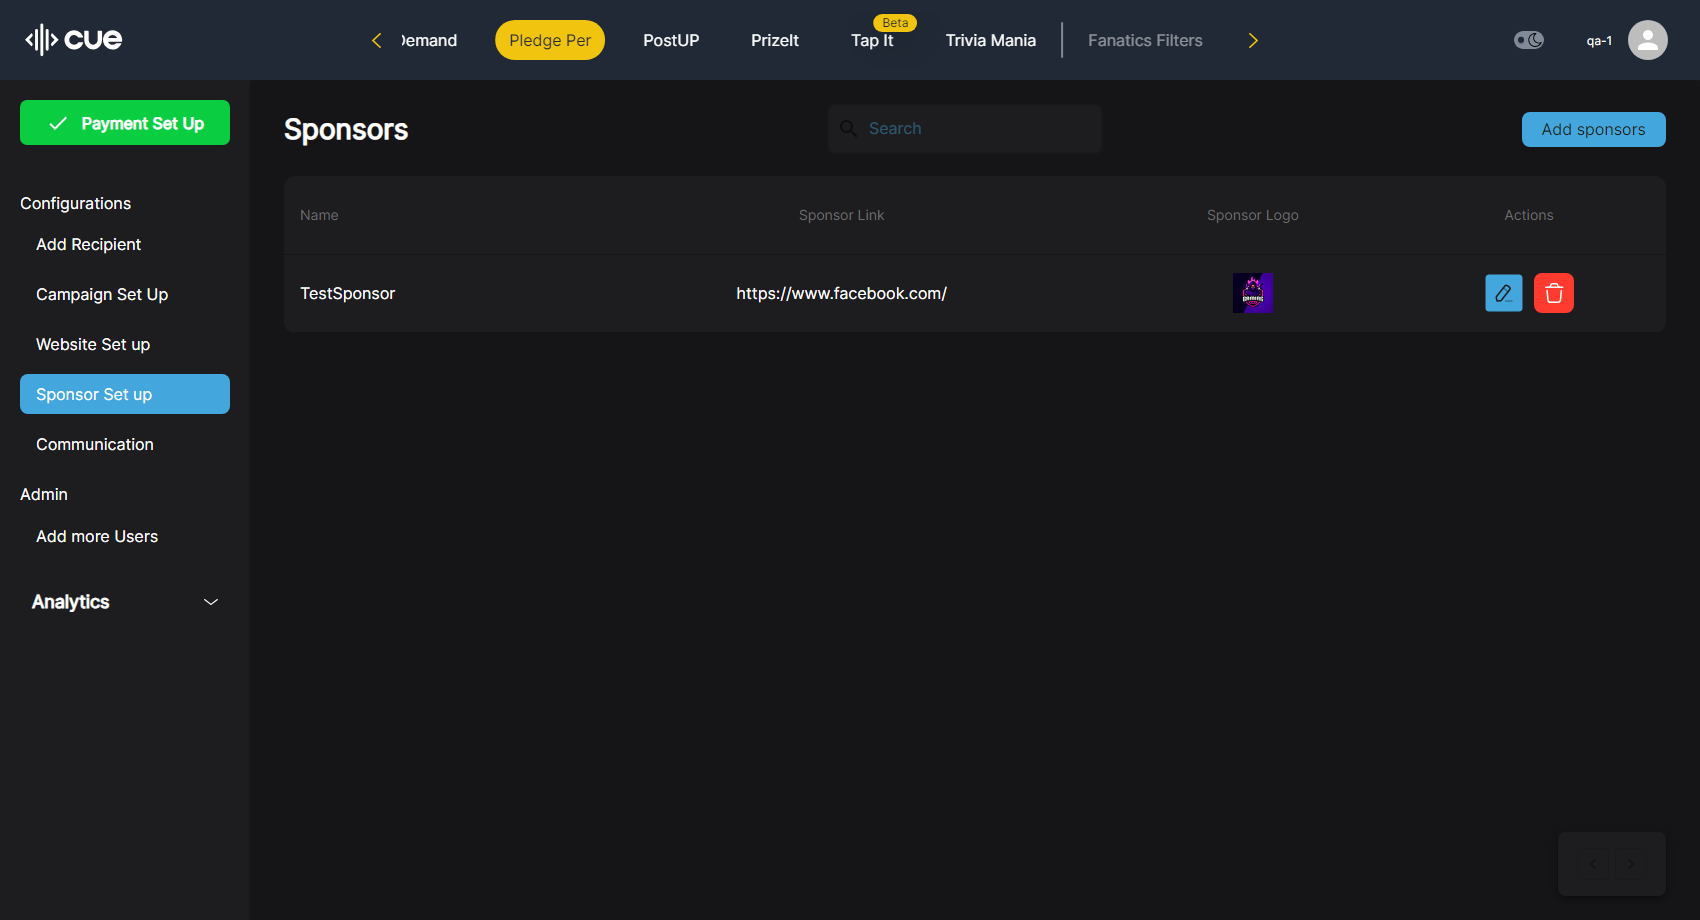 cue
Demand
Pledge Per
PostUP
PrizeIt
Beta
Tap It
Trivia Mania
Fanatics Filters
qa-1
Payment Set Up
Configurations
Add Recipient
Campaign Set Up
Website Set up
Sponsor Set up
Communication
Admin
Add more Users
Analytics
Sponsors
Search
Add sponsors
Name
Sponsor Link
Sponsor Logo
Actions
TestSponsor
https://www.facebook.com/
GAMING